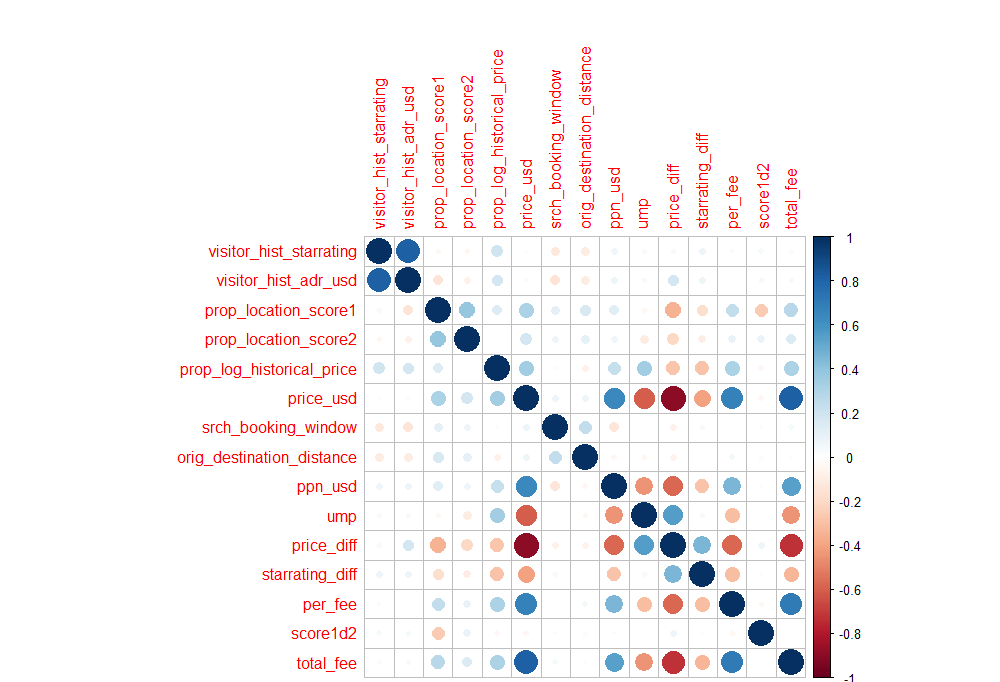 visitor_hist_starrating
visitor_hist_adr_usd
prop_location_score1
prop_location_score2
prop_log_historical_price
price_usd
srch_booking_window
orig_destination_distance
ppn_usd
ump
price_diff
starrating_diff
per_fee
score1d2
total_fee
visitor_hist_starrating
visitor_hist_adr_usd
prop_location_score1
prop_location_score2
prop_log_historical_price
price_usd
srch_booking_window
orig_destination_distance
ppn_usd
ump
price_diff
starrating_diff
per_fee
score1d2
total_fee
1
0.8
0.6
0.4
0.2
0
-0.2
-0.4
-0.6
-0.8
-1